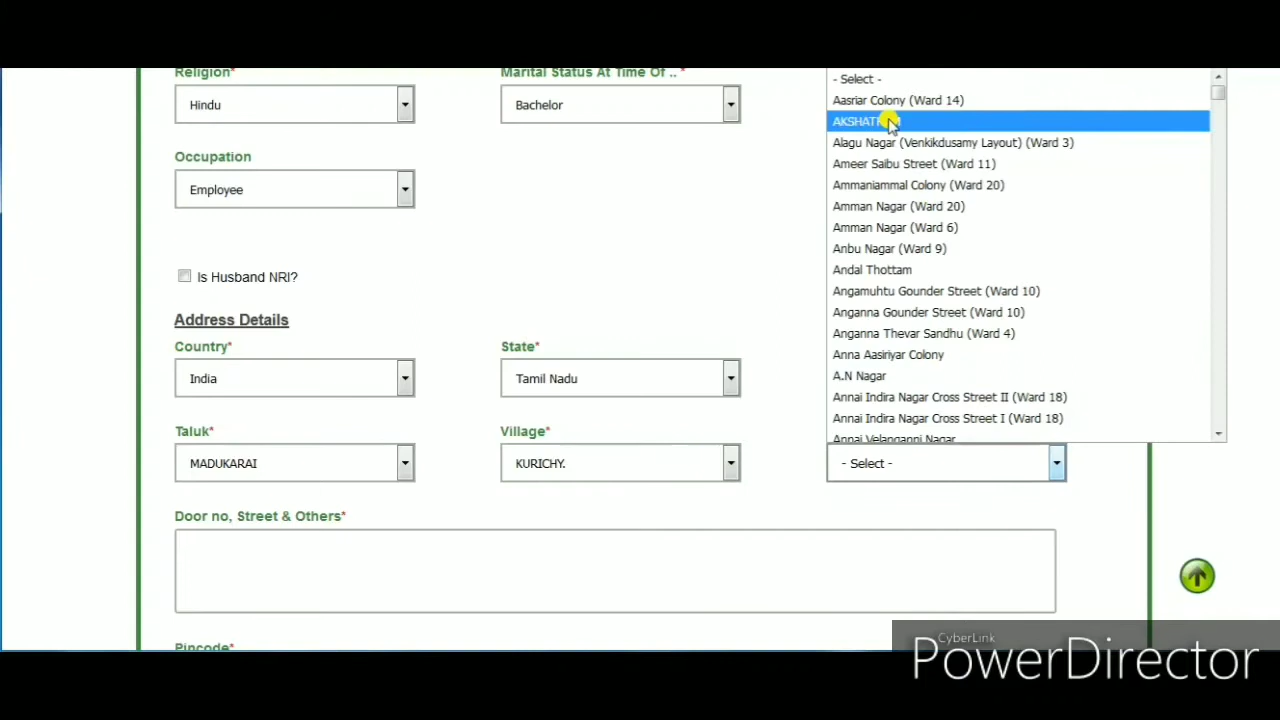 Religion*
Marital Status At Time Of .. *
Hindu
Bachelor
Occupation
Employee
Is Husband NRI?
Address Details
Country*
State*
India
Tamil Nadu
Taluk*
Village*
MADUKARAI
KURICHY.
- Select -
Door no, Street & Others*
Pincode*
- Select -
Aasriar Colony (Ward 14)
Alagu Nagar (Venkikdusamy Layout) (Ward 3)
Ameer Saibu Street (Ward 11)
Ammaniammal Colony (Ward 20)
Amman Nagar (Ward 20)
Amman Nagar (Ward 6)
Anbu Nagar (Ward 9)
Andal Thottam
Angamuhtu Gounder Street (Ward 10)
Anganna Gounder Street (Ward 10)
Anganna Thevar Sandhu (Ward 4)
Anna Aasiriyar Colony
A.N Nagar
Annai Indira Nagar Cross Street II (Ward 18)
Annai Indira Nagar Cross Street I (Ward 18)
Annai Velanganni Nagar
CyberLink
PowerDirector